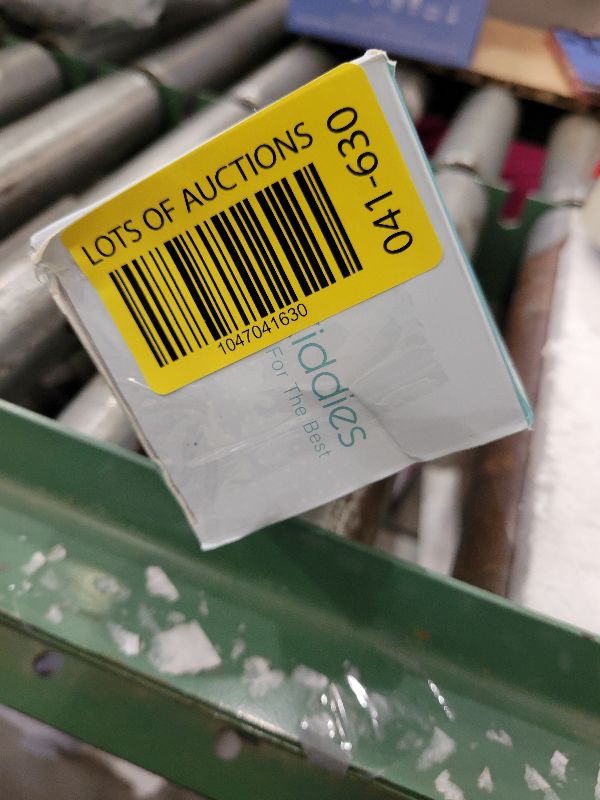 LOTS OF AUCTIONS
041-630
1047041630
iddies
For The Best